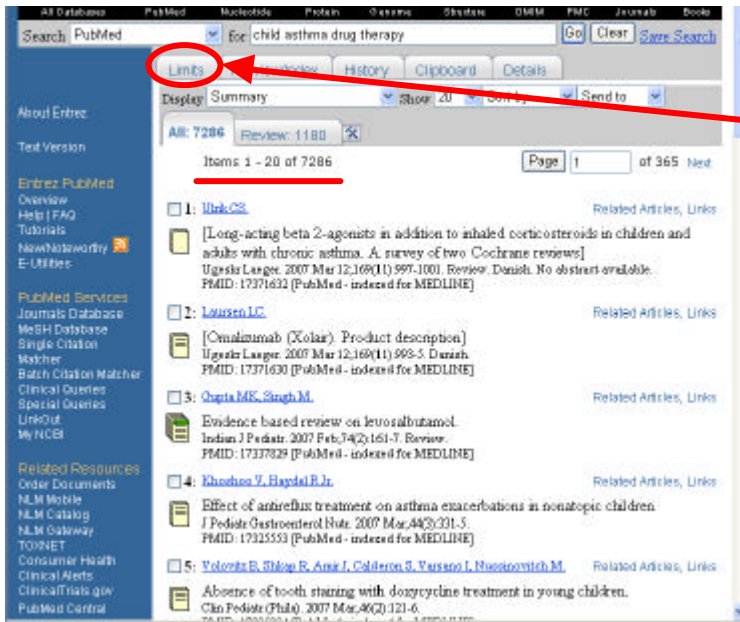 All Databases PubMed Nucleotide Protein Genome Structure OMIM PMC Journals Books
Search PubMed for child asthma drug therapy Go Clear Save Search
Limits Preview/Index History Clipboard Details
Display Summary Show 20 Sort by Send to
All: 7286 Review: 1180
Items 1 - 20 of 7286 Page 1 of 365 Next
About Entrez
Text Version
Entrez PubMed
Overview
Help | FAQ
Tutorials
New/Noteworthy
E-Utilities
PubMed Services
Journals Database
MeSH Database
Single Citation
Matcher
Batch Citation Matcher
Clinical Queries
Special Queries
LinkOut
My NCBI
Related Resources
Order Documents
NLM Mobile
NLM Catalog
NLM Gateway
TOXNET
Consumer Health
Clinical Alerts
ClinicalTrials.gov
PubMed Central
1: Ulrik CS. Related Articles, Links
[Long-acting beta 2-agonists in addition to inhaled corticosteroids in children and
adults with chronic asthma. A survey of two Cochrane reviews]
Ugeskr Laeger. 2007 Mar 12;169(11):997-1001. Review. Danish. No abstract available.
PMID: 17371632 [PubMed - indexed for MEDLINE]
2: Laursen LC. Related Articles, Links
[Omalizumab (Xolair). Product description]
Ugeskr Laeger. 2007 Mar 12;169(11):993-5. Danish.
PMID: 17371630 [PubMed - indexed for MEDLINE]
3: Gupta MK, Singh M. Related Articles, Links
Evidence based review on levosalbutamol.
Indian J Pediatr. 2007 Feb;74(2):161-7. Review.
PMID: 17337829 [PubMed - indexed for MEDLINE]
4: Khoshoo V, Haydel R Jr. Related Articles, Links
Effect of antireflux treatment on asthma exacerbations in nonatopic children.
J Pediatr Gastroenterol Nutr. 2007 Mar;44(3):331-5.
PMID: 17325553 [PubMed - indexed for MEDLINE]
5: Volovitz B, Shkap R, Amir J, Calderon S, Varsano I, Nussinovitch M. Related Articles, Links
Absence of tooth staining with doxycycline treatment in young children.
Clin Pediatr (Phila). 2007 Mar;46(2):121-6.